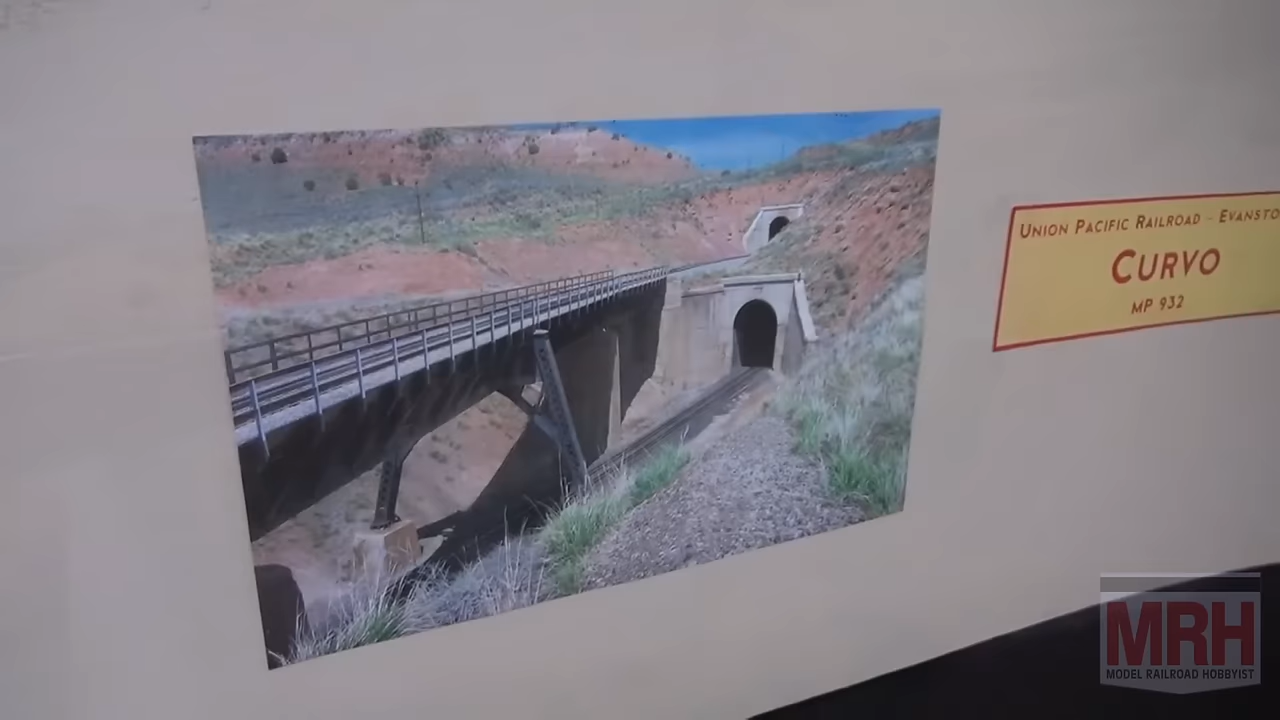 UNION PACIFIC RAILROAD - EVANSTO
CURVO
MP 932
MRH
MODEL RAILROAD HOBBYIST